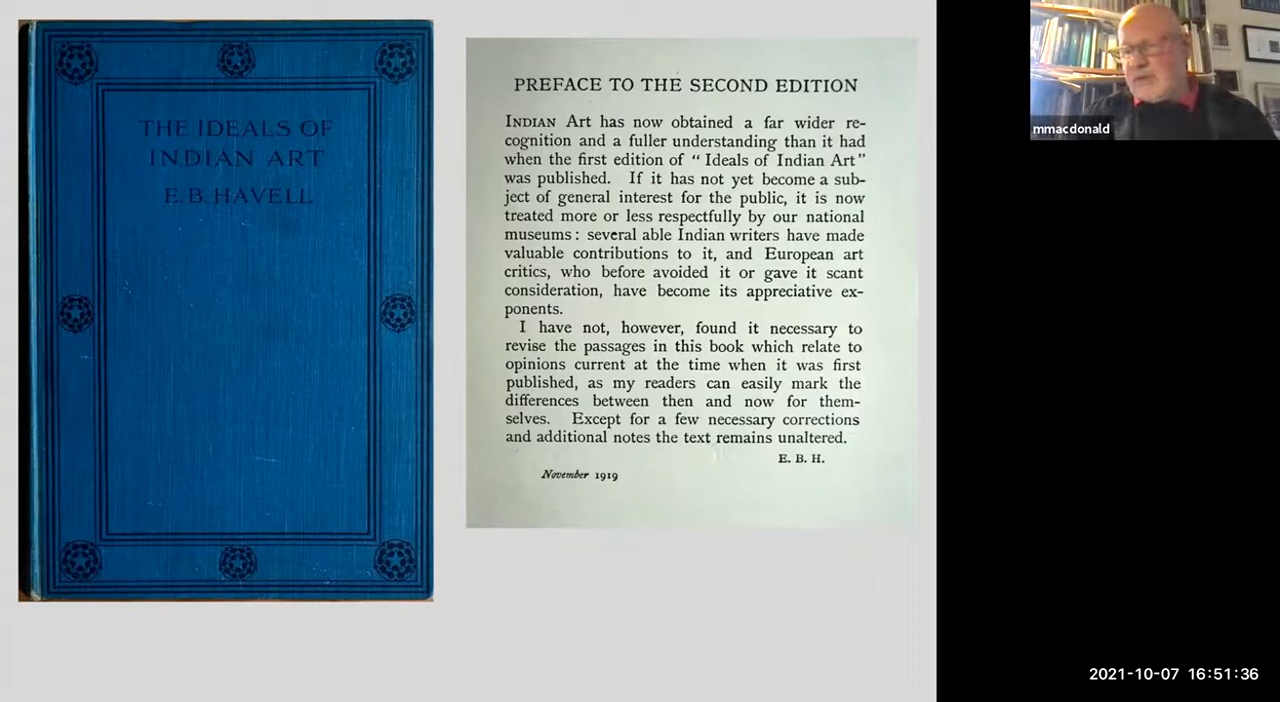 THE IDEALS OF
INDIAN ART
E. B. HAVELL
PREFACE TO THE SECOND EDITION
INDIAN Art has now obtained a far wider re-
cognition and a fuller understanding than it had
when the first edition of “ Ideals of Indian Art”
was published. If it has not yet become a sub-
ject of general interest for the public, it is now
treated more or less respectfully by our national
museums : several able Indian writers have made
valuable contributions to it, and European art
critics, who before avoided it or gave it scant
consideration, have become its appreciative ex-
ponents.
I have not, however, found it necessary to
revise the passages in this book which relate to
opinions current at the time when it was first
published, as my readers can easily mark the
differences between then and now for them-
selves. Except for a few necessary corrections
and additional notes the text remains unaltered.
E. B. H.
November 1919
mmacdonald
2021-10-07 16:51:36